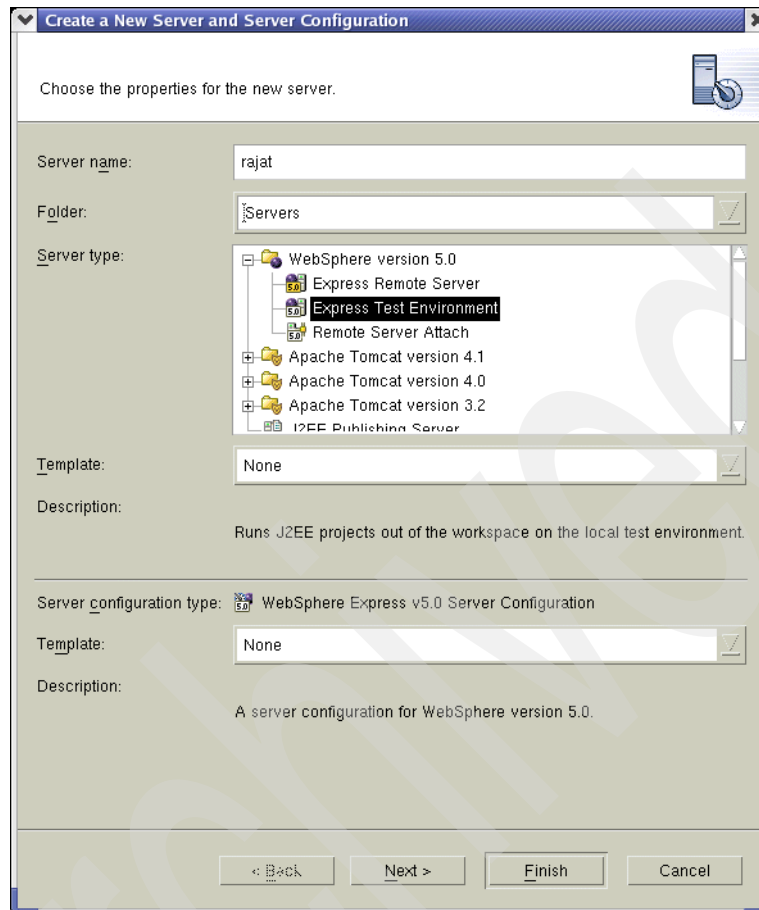 Create a New Server and Server Configuration
Choose the properties for the new server.
Server name: rajat
Folder: Servers
Server type: WebSphere version 5.0
Express Remote Server
Express Test Environment
Remote Server Attach
Apache Tomcat version 4.1
Apache Tomcat version 4.0
Apache Tomcat version 3.2
J2EE Publishing Server
Template: None
Description:
Runs J2EE projects out of the workspace on the local test environment.
Server configuration type: WebSphere Express v5.0 Server Configuration
Template: None
Description:
A server configuration for WebSphere version 5.0.
< Back Next > Finish Cancel